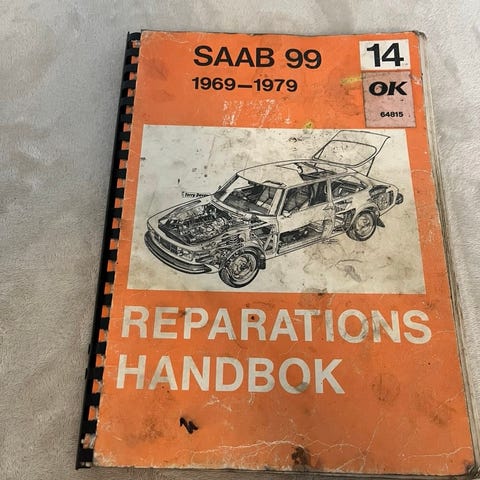 SAAB 99
14
1969—1979
OK
64815
REPARATIONS
HANDBOK